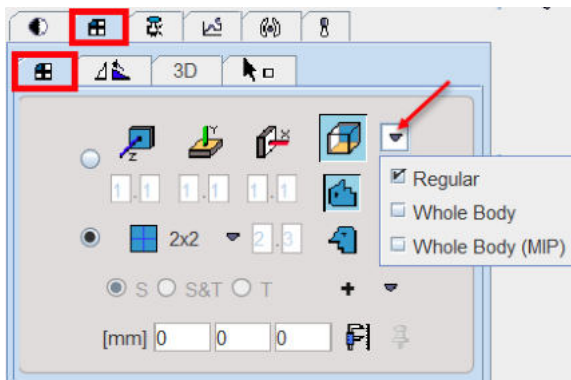 3D
Z Y X
1 . 1 1 . 1 1 . 1
Regular
Whole Body
Whole Body (MIP)
2x2 2 . 3
S S&T T
[mm] 0 0 0